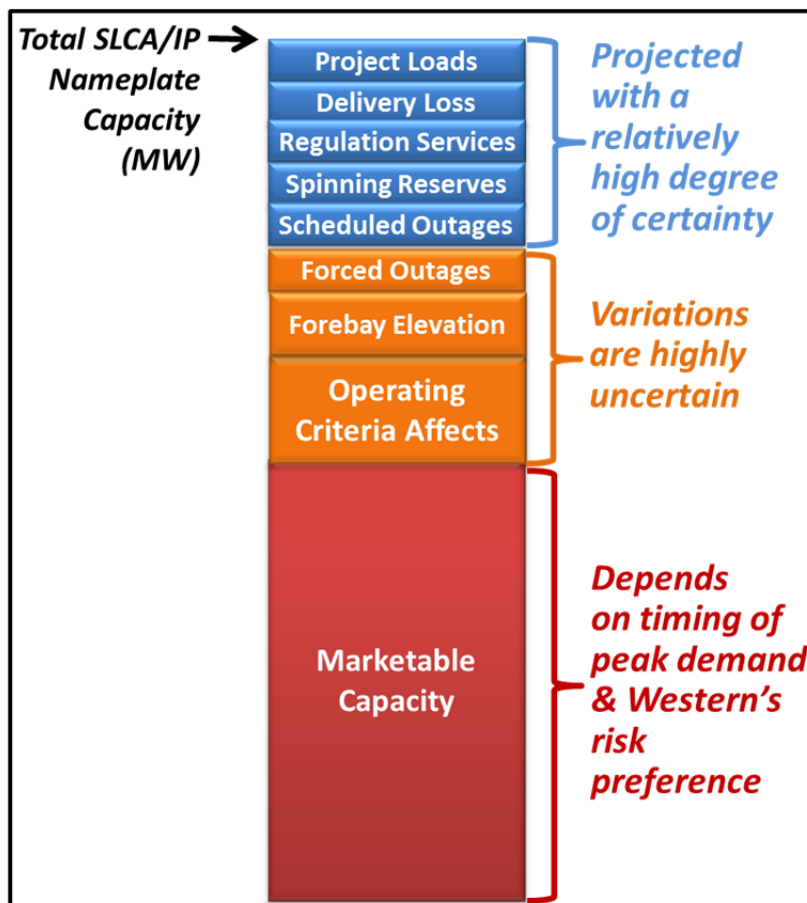 Total SLCA/IP
Nameplate
Capacity
(MW)
Project Loads
Delivery Loss
Regulation Services
Spinning Reserves
Scheduled Outages
Projected
with a
relatively
high degree
of certainty
Forced Outages
Forebay Elevation
Operating
Criteria Affects
Variations
are highly
uncertain
Marketable
Capacity
Depends
on timing of
peak demand
& Western's
risk
preference